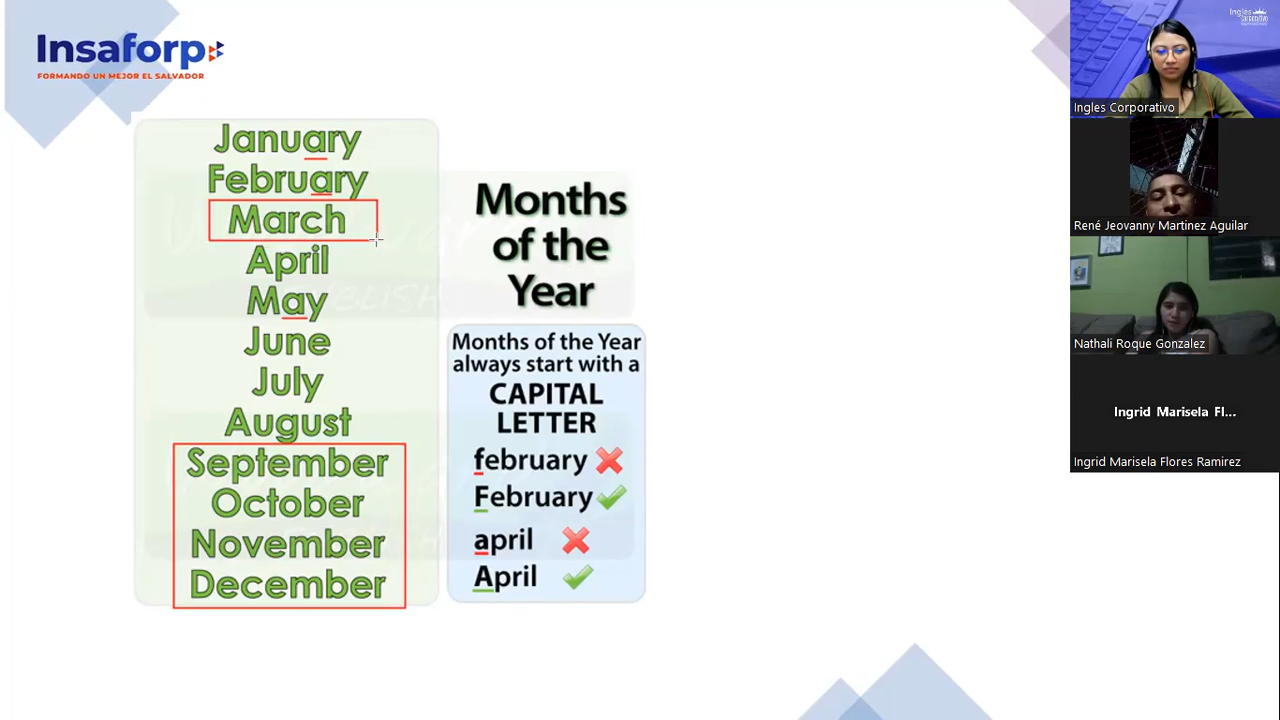 Insaforp
FORMANDO UN MEJOR EL SALVADOR
January
February
March
April
May
June
July
August
September
October
November
December
Months
of the
Year
Months of the Year
always start with a
CAPITAL
LETTER
february
February
april
April
Ingles Corporativo
René Jeovanny Martinez Aguilar
Nathali Roque Gonzalez
Ingrid Marisela Fl...
Ingrid Marisela Flores Ramirez